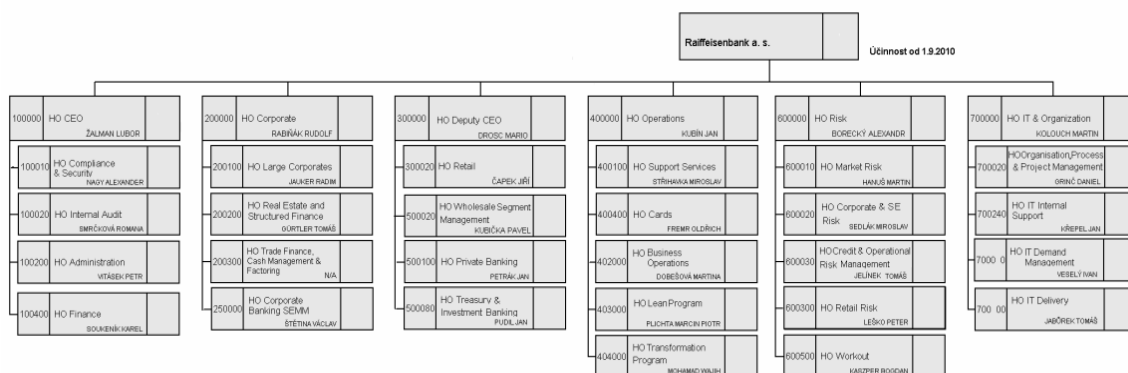 Raiffeisenbank a. s.
Účinnost od 1.9.2010
100000 HO CEO
ŽALMAN LUBOR
100010 HO Compliance
& Security
NAGY ALEXANDER
100020 HO Internal Audit
SMRČKOVÁ ROMANA
100200 HO Administration
VITÁSEK PETR
100400 HO Finance
SOUKENÍK KAREL
200000 HO Corporate
RABIŇÁK RUDOLF
200100 HO Large Corporates
JAUKER RADIM
200200 HO Real Estate and
Structured Finance
GÜRTLER TOMÁŠ
200300 HO Trade Finance,
Cash Management &
Factoring
N/A
250000 HO Corporate
Banking SEMM
ŠTĚTINA VÁCLAV
300000 HO Deputy CEO
DROSC MARIO
300020 HO Retail
ČAPEK JIŘÍ
500020 HO Wholesale Segment
Management
KUBIČKA PAVEL
500100 HO Private Banking
PETRÁK JAN
500080 HO Treasury &
Investment Banking
PUDIL JAN
400000 HO Operations
KUBÍN JAN
400100 HO Support Services
STŘIHAVKA MIROSLAV
400400 HO Cards
FREMR OLDŘICH
402000 HO Business
Operations
DOBEŠOVÁ MARTINA
403000 HO Lean Program
PLICHTA MARCIN PIOTR
404000 HO Transformation
Program
MOHAMAD WAJIH
600000 HO Risk
BORECKÝ ALEXANDR
600010 HO Market Risk
HANUŠ MARTIN
600020 HO Corporate & SE
Risk
SEDLÁK MIROSLAV
600030 HO Credit & Operational
Risk Management
JELÍNEK TOMÁŠ
600300 HO Retail Risk
LEŠKO PETER
600500 HO Workout
KASZPER BOGDAN
700000 HO IT & Organization
KOLOUCH MARTIN
700020 HO Organisation, Process
& Project Management
GRINČ DANIEL
700240 HO IT Internal
Support
KŘEPEL JAN
7000 0 HO IT Demand
Management
VESELÝ IVAN
700 00 HO IT Delivery
JABŮREK TOMÁŠ